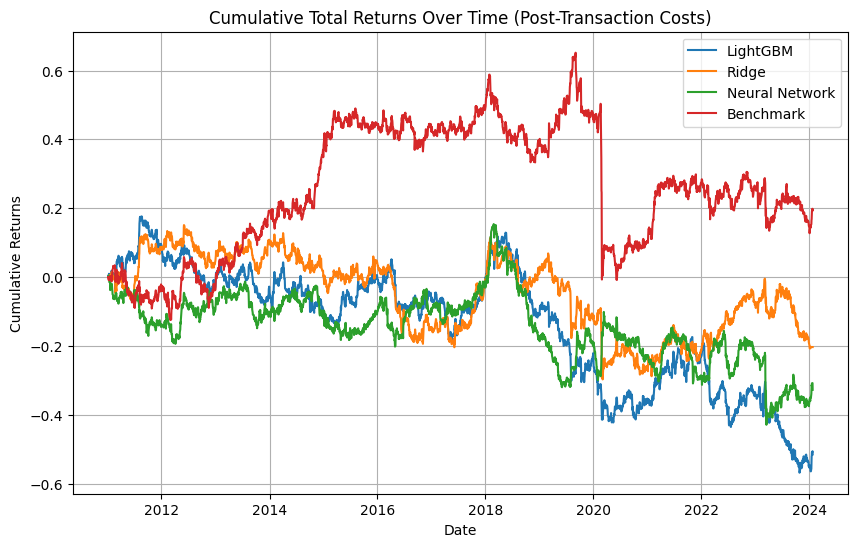 Cumulative Total Returns Over Time (Post-Transaction Costs)
LightGBM
Ridge
Neural Network
Benchmark
Cumulative Returns
0.6
0.4
0.2
0.0
−0.2
−0.4
−0.6
2012 2014 2016 2018 2020 2022 2024
Date